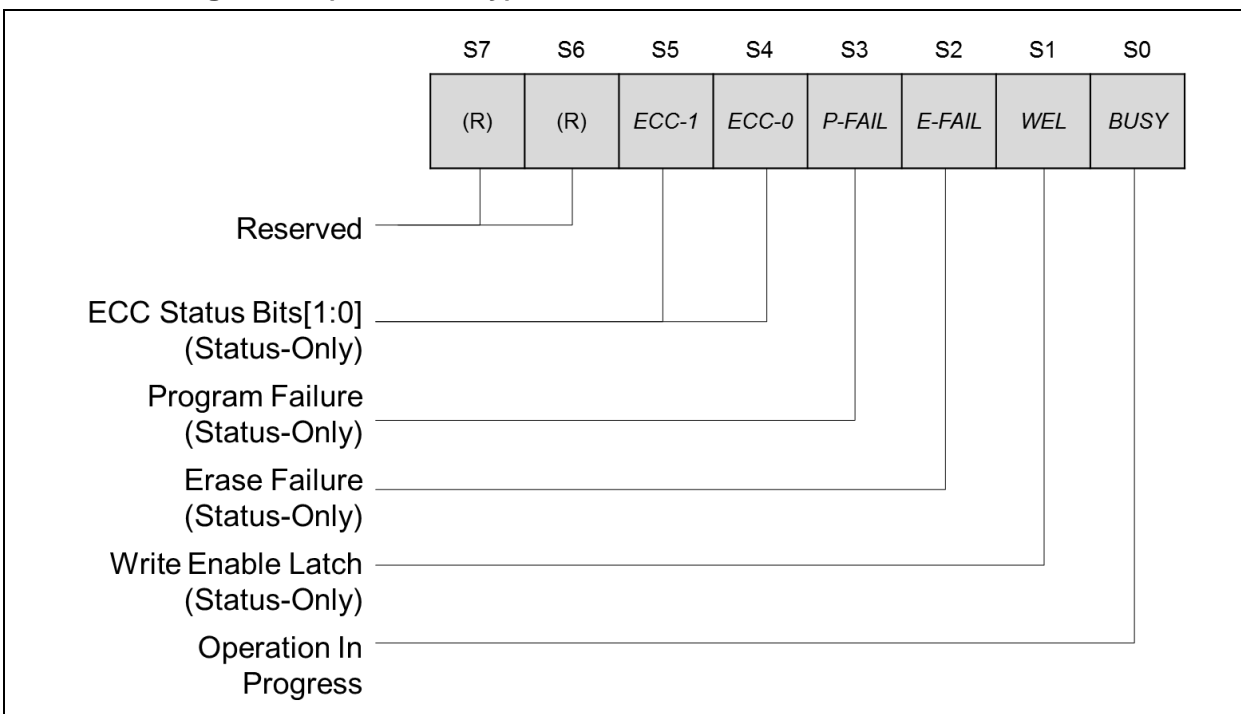 S7 S6 S5 S4 S3 S2 S1 S0
(R) (R) ECC-1 ECC-0 P-FAIL E-FAIL WEL BUSY
Reserved
ECC Status Bits[1:0]
(Status-Only)
Program Failure
(Status-Only)
Erase Failure
(Status-Only)
Write Enable Latch
(Status-Only)
Operation In
Progress